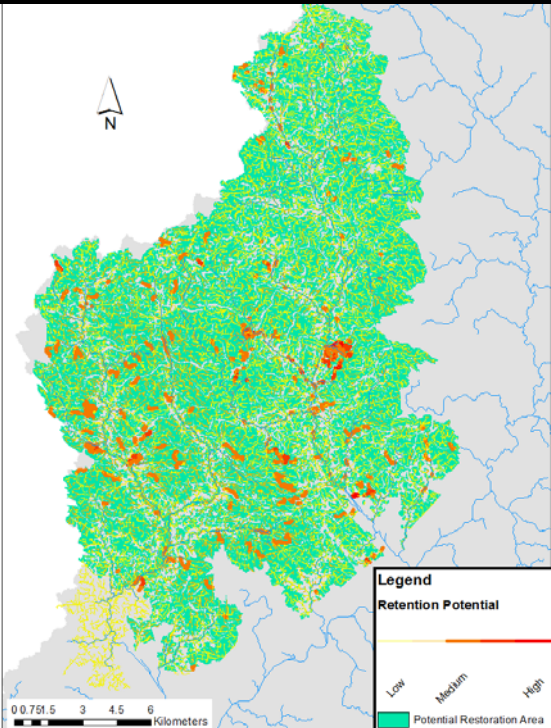 N
Legend
Retention Potential
Low Medium High
Potential Restoration Area
0 0.751.5 3 4.5 6
Kilometers